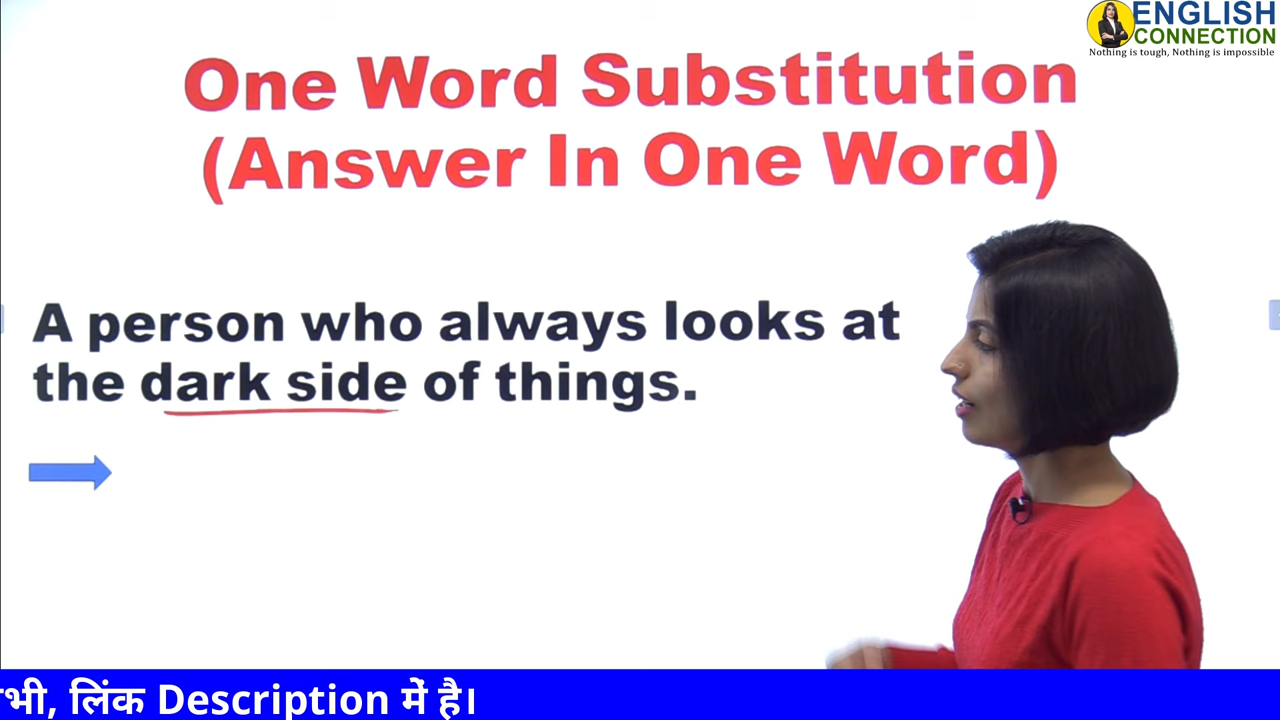 ENGLISH
CONNECTION
Nothing is tough, Nothing is impossible
One Word Substitution
(Answer In One Word)
A person who always looks at
the dark side of things.
भी, लिंक Description में है।